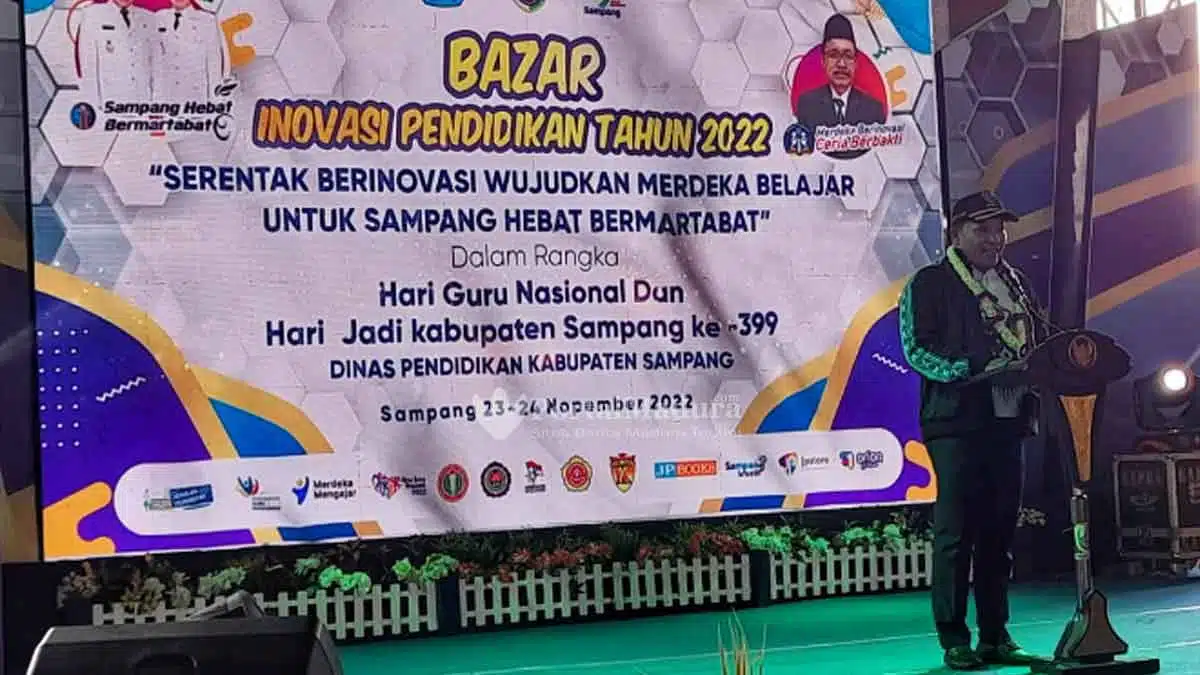 Sampang
Sampang Hebat
Bermartabat
BAZAR
INOVASI PENDIDIKAN TAHUN 2022
Merdeka Berinovasi
Ceria Berbakti
"SERENTAK BERINOVASI WUJUDKAN MERDEKA BELAJAR
UNTUK SAMPANG HEBAT BERMARTABAT"
Dalam Rangka
Hari Guru Nasional Dan
Hari Jadi kabupaten Sampang ke -399
DINAS PENDIDIKAN KABUPATEN SAMPANG
Sampang 23-24 Nopember 2022
Merdeka
Mengajar
JP BOOKS